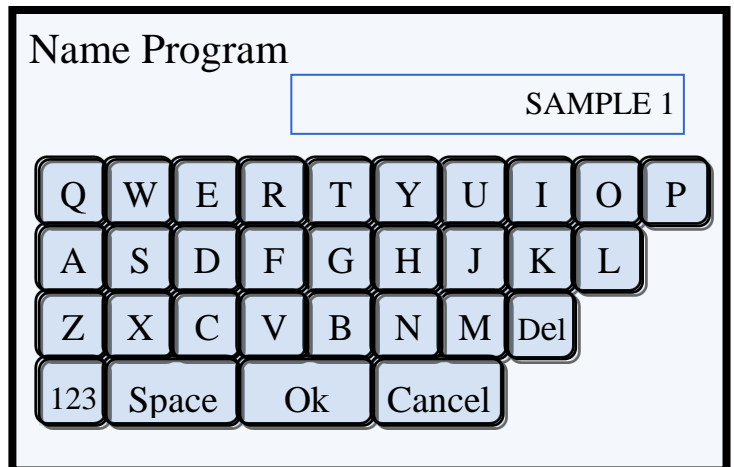 Name Program
SAMPLE 1
Q W E R T Y U I O P
A S D F G H J K L
Z X C V B N M Del
123 Space Ok Cancel